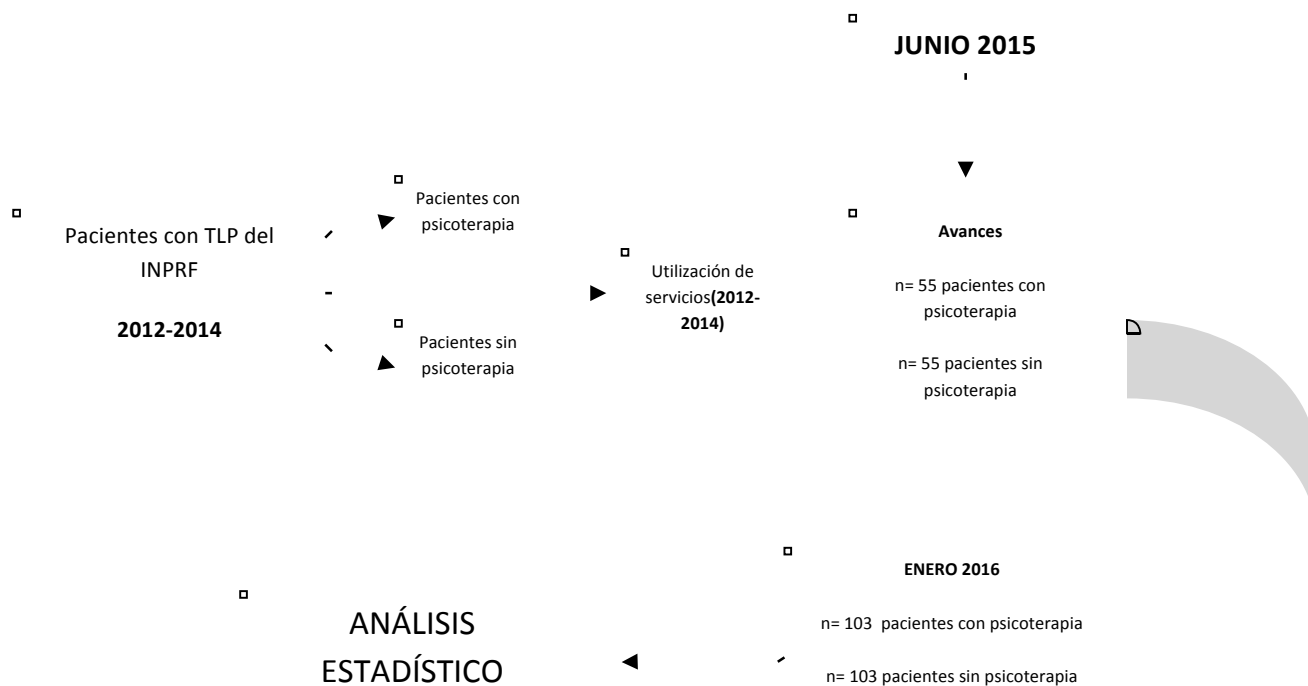 JUNIO 2015
Pacientes con TLP del
INPRF
2012-2014
Pacientes con
psicoterapia
Pacientes sin
psicoterapia
Utilización de
servicios(2012-
2014)
Avances
n= 55 pacientes con
psicoterapia
n= 55 pacientes sin
psicoterapia
ENERO 2016
n= 103 pacientes con psicoterapia
n= 103 pacientes sin psicoterapia
ANÁLISIS
ESTADÍSTICO